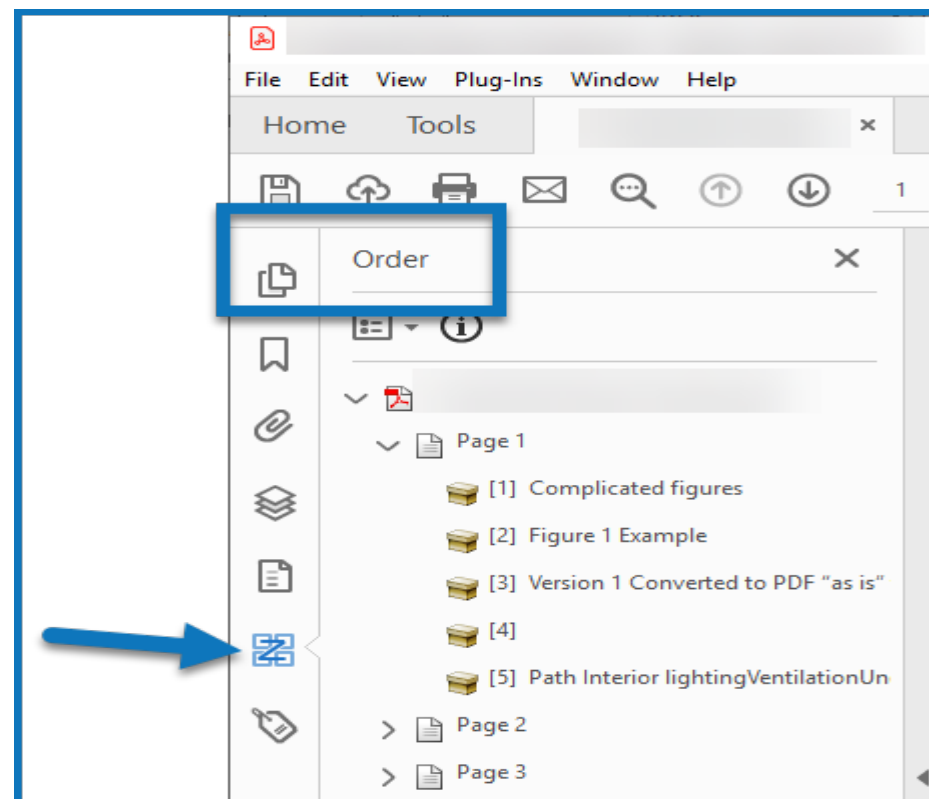 File Edit View Plug-Ins Window Help
Home Tools
1
Order
Page 1
[1] Complicated figures
[2] Figure 1 Example
[3] Version 1 Converted to PDF “as is”
[4]
[5] Path Interior lightingVentilationUn
Page 2
Page 3